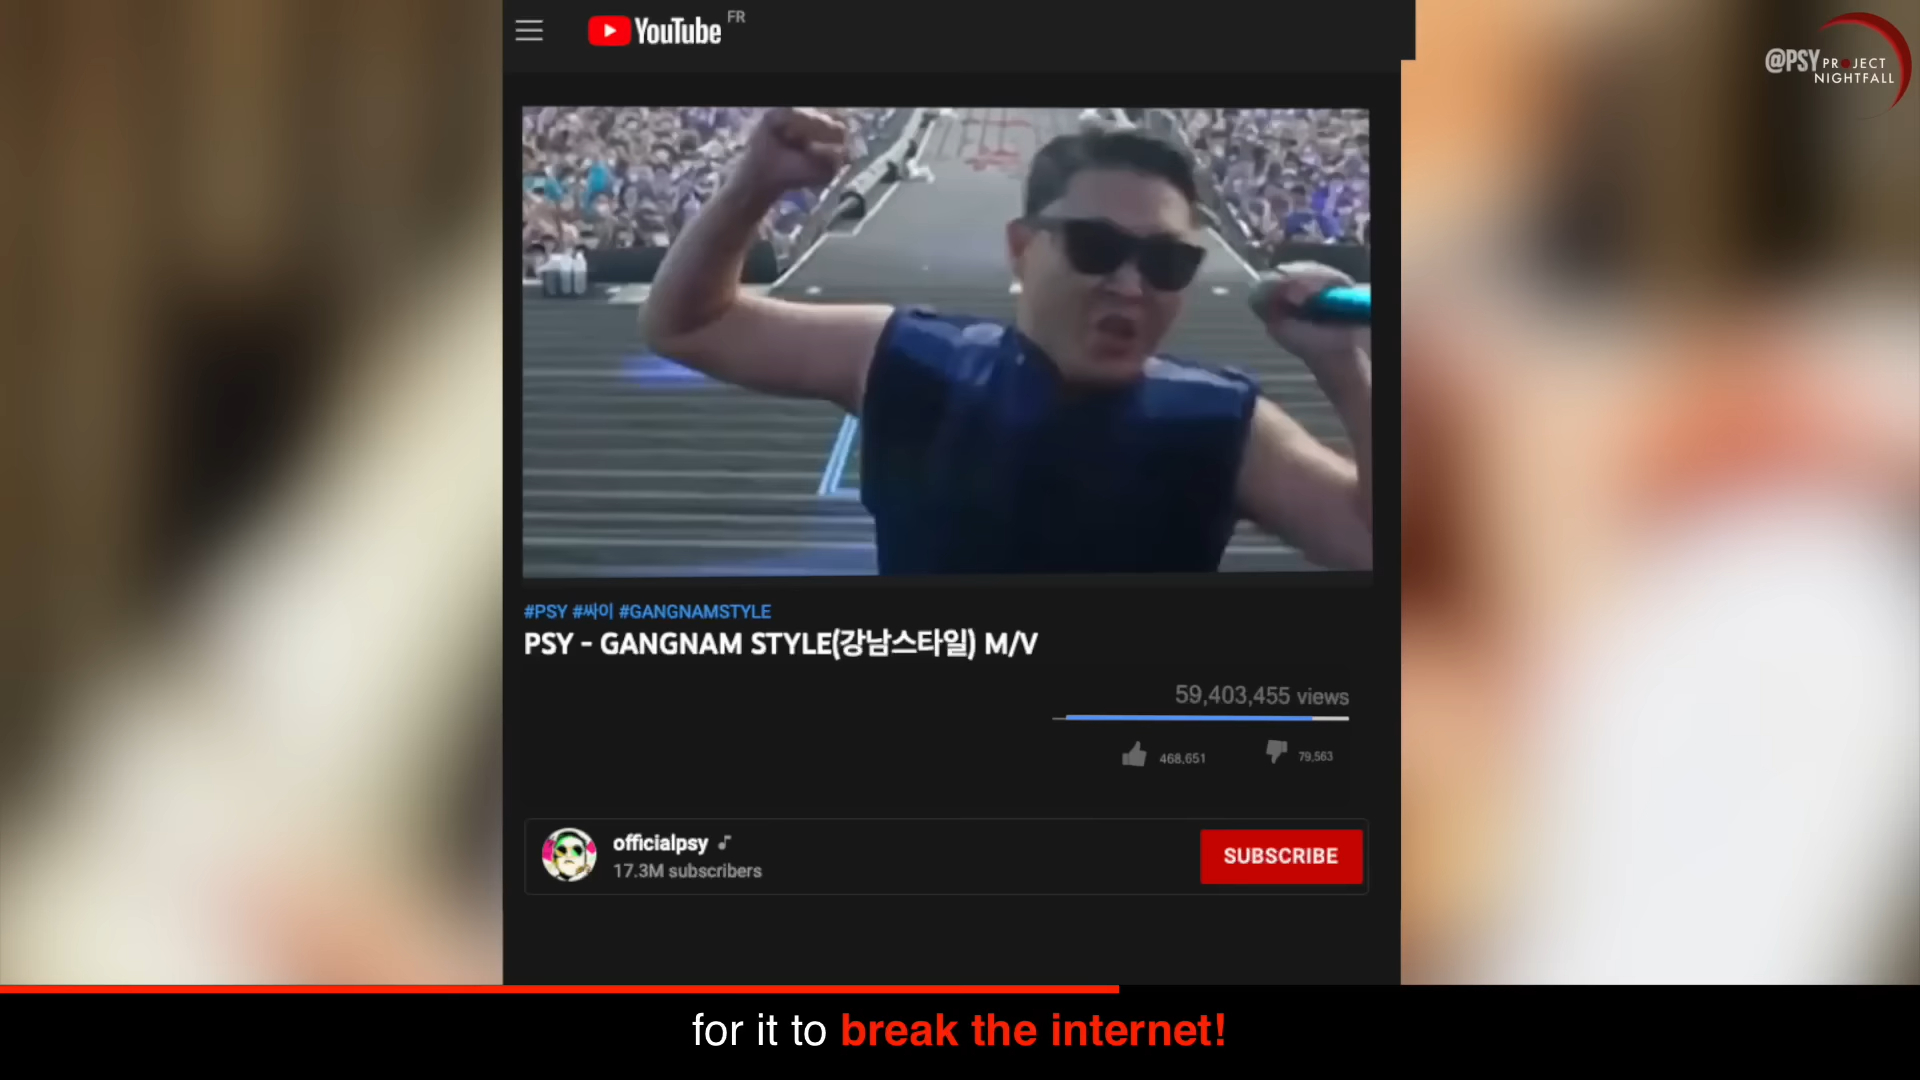 YouTube FR
@PSY PROJECT
NIGHTFALL
#PSY #싸이 #GANGNAMSTYLE
PSY - GANGNAM STYLE(강남스타일) M/V
59,403,455 views
468,651 79,563
officialpsy
17.3M subscribers
SUBSCRIBE
for it to break the internet!